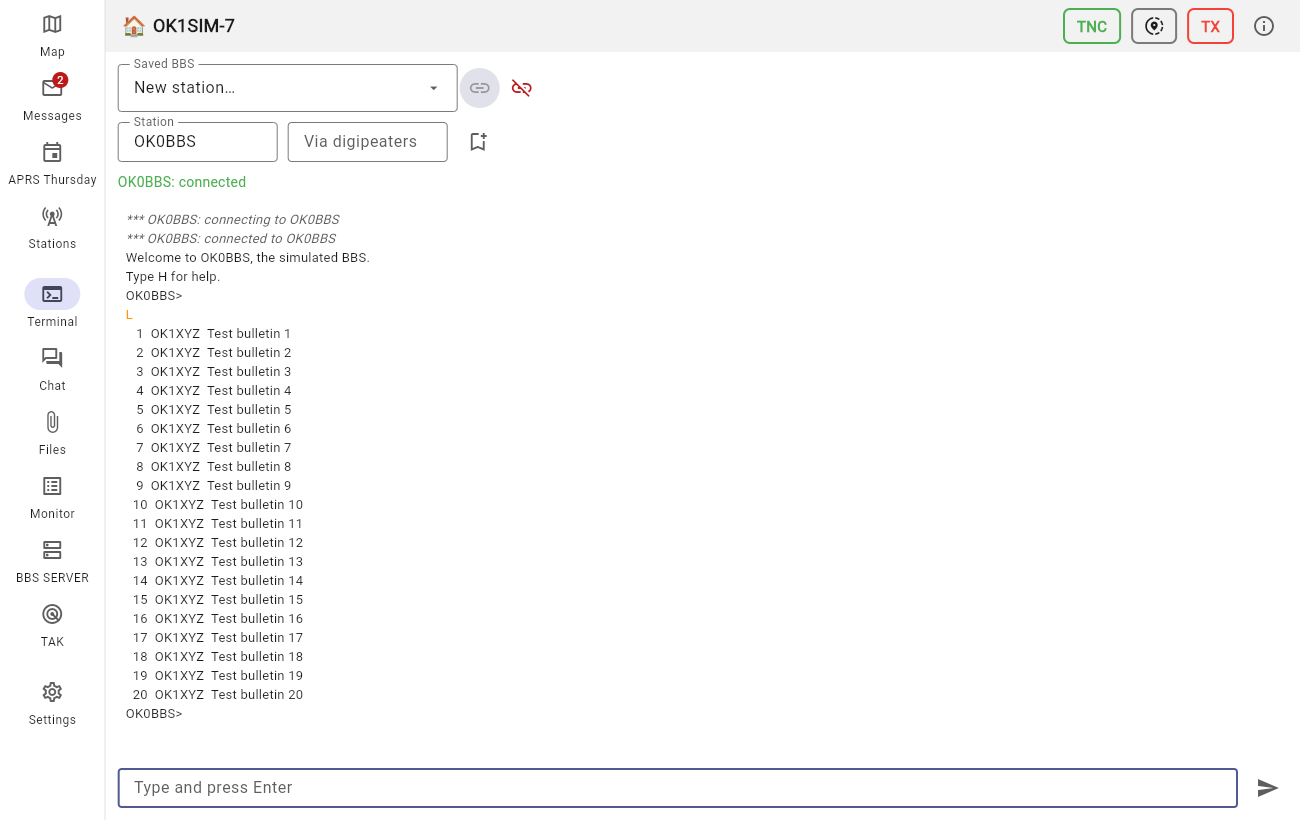 OK1SIM-7
TNC
TX
Map
2
Messages
APRS Thursday
Stations
Terminal
Chat
Files
Monitor
BBS SERVER
TAK
Settings
Saved BBS
New station…
Station
OK0BBS
Via digipeaters
OK0BBS: connected
*** OK0BBS: connecting to OK0BBS
*** OK0BBS: connected to OK0BBS
Welcome to OK0BBS, the simulated BBS.
Type H for help.
OK0BBS>
L
1 OK1XYZ Test bulletin 1
2 OK1XYZ Test bulletin 2
3 OK1XYZ Test bulletin 3
4 OK1XYZ Test bulletin 4
5 OK1XYZ Test bulletin 5
6 OK1XYZ Test bulletin 6
7 OK1XYZ Test bulletin 7
8 OK1XYZ Test bulletin 8
9 OK1XYZ Test bulletin 9
10 OK1XYZ Test bulletin 10
11 OK1XYZ Test bulletin 11
12 OK1XYZ Test bulletin 12
13 OK1XYZ Test bulletin 13
14 OK1XYZ Test bulletin 14
15 OK1XYZ Test bulletin 15
16 OK1XYZ Test bulletin 16
17 OK1XYZ Test bulletin 17
18 OK1XYZ Test bulletin 18
19 OK1XYZ Test bulletin 19
20 OK1XYZ Test bulletin 20
OK0BBS>
Type and press Enter